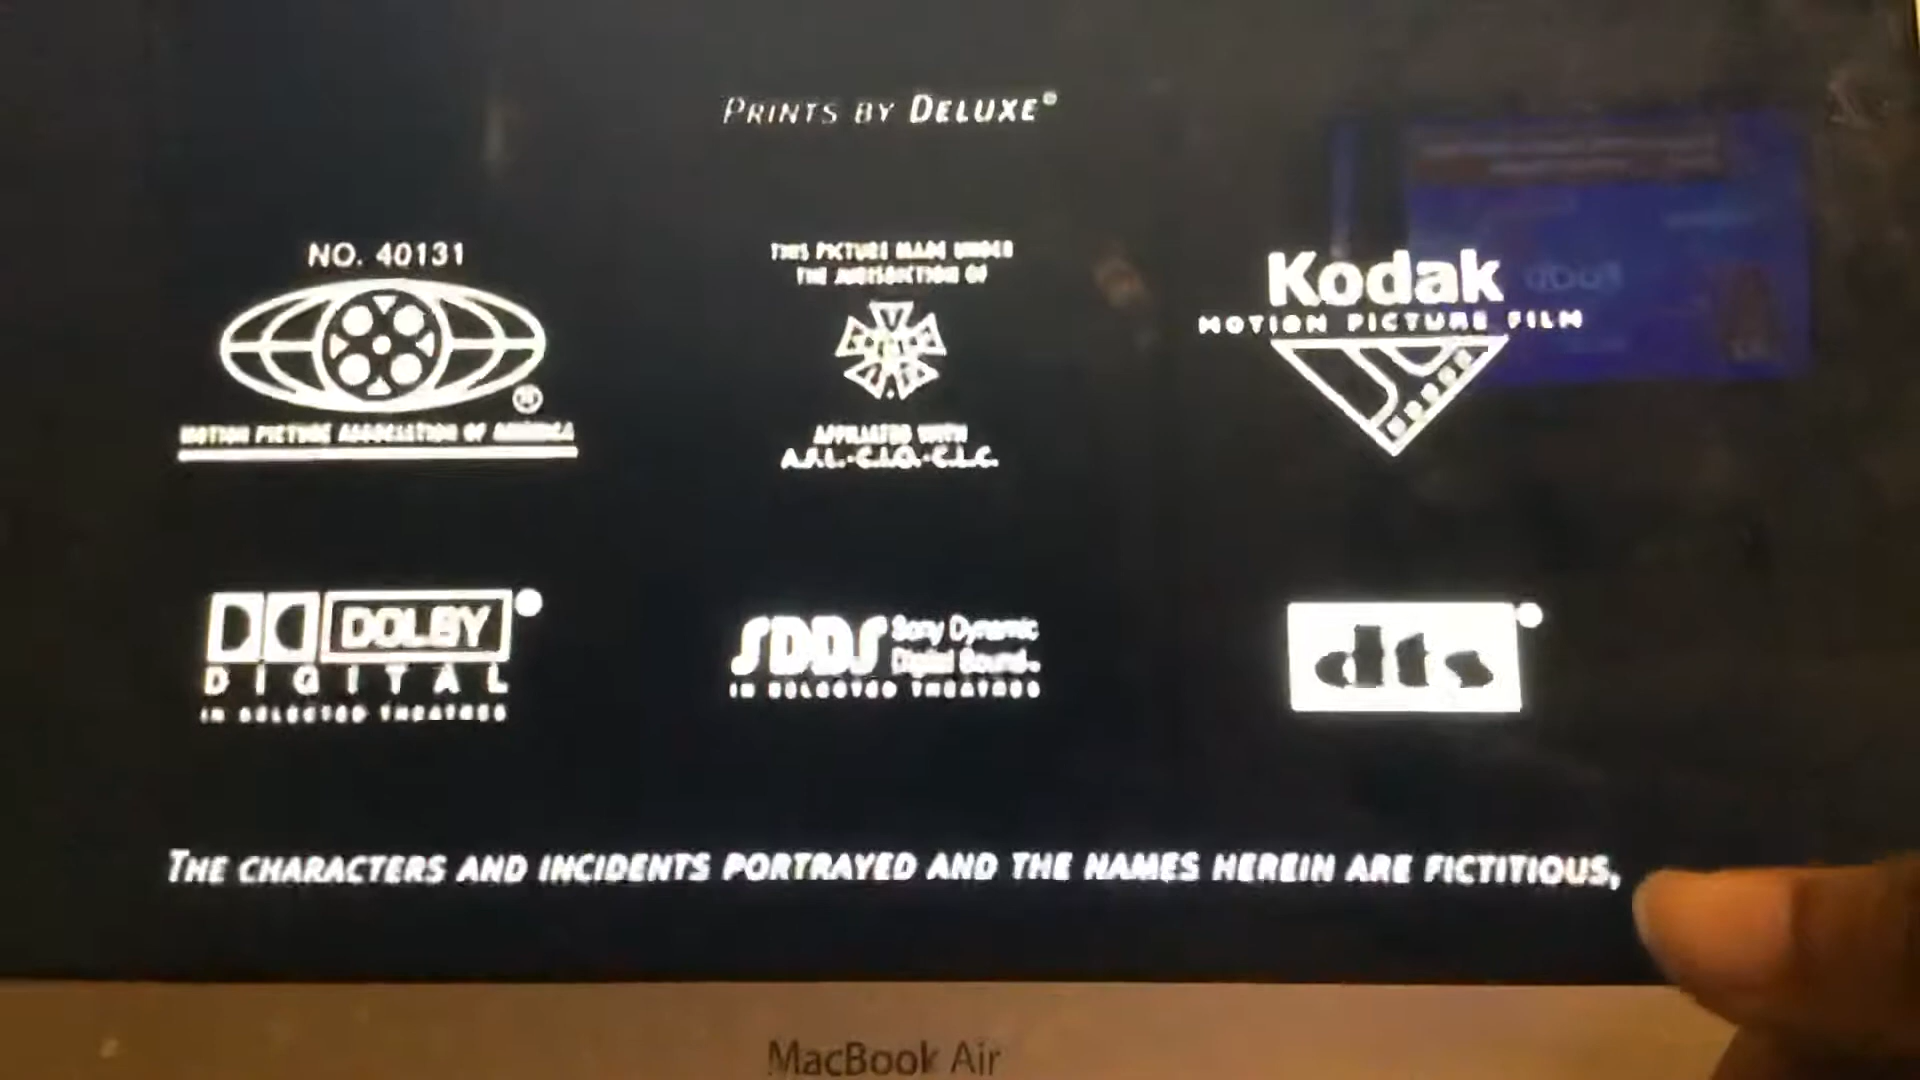 PRINTS BY DELUXE®
NO. 40131
®
MOTION PICTURE ASSOCIATION OF AMERICA
THIS PICTURE MADE UNDER
THE JURISDICTION OF
AFFILIATED WITH
A.F.L.-C.I.O.-C.L.C.
Kodak
MOTION PICTURE FILM
DOLBY
DIGITAL
IN SELECTED THEATRES
SDDS Sony Dynamic
Digital Sound™
IN SELECTED THEATRES
dts
THE CHARACTERS AND INCIDENTS PORTRAYED AND THE NAMES HEREIN ARE FICTITIOUS,
MacBook Air